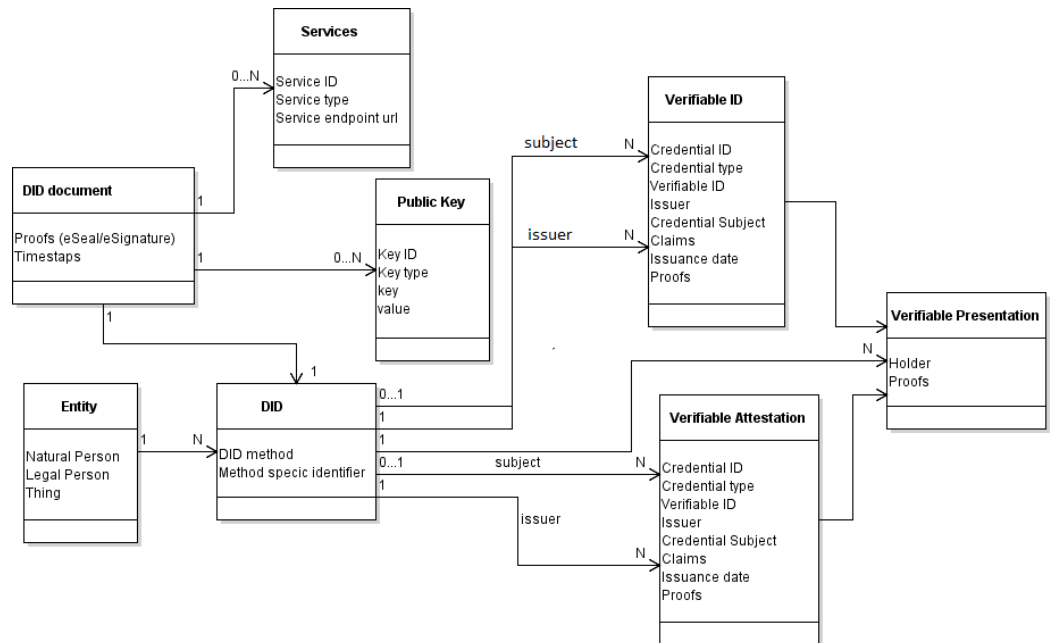 Services
Service ID
Service type
Service endpoint url
0...N
1
DID document
Proofs (eSeal/eSignature)
Timestaps
1
0...N
1
Public Key
Key ID
Key type
key
value
Verifiable ID
Credential ID
Credential type
Verifiable ID
Issuer
Credential Subject
Claims
Issuance date
Proofs
subject
N
issuer
N
Verifiable Presentation
Holder
Proofs
N
Entity
Natural Person
Legal Person
Thing
1
N
1
DID
DID method
Method specic identifier
0...1
1
1
0...1
subject
N
1
issuer
N
Verifiable Attestation
Credential ID
Credential type
Verifiable ID
Issuer
Credential Subject
Claims
Issuance date
Proofs